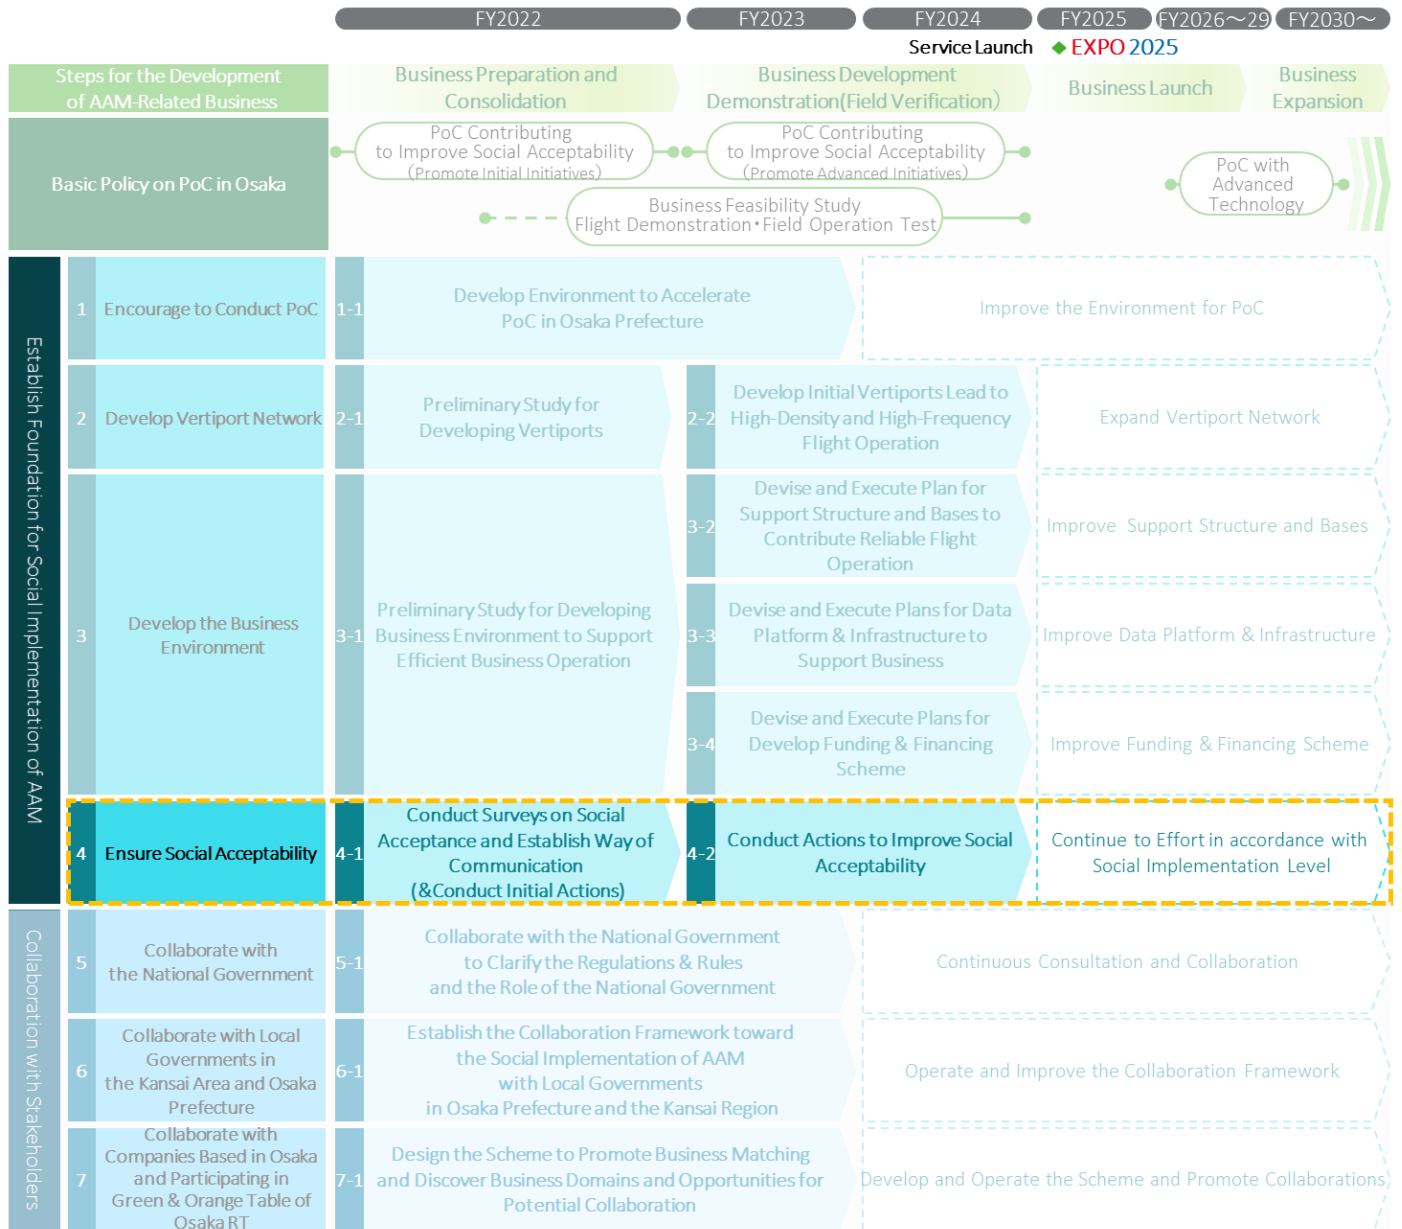 FY2022
FY2023
FY2024
FY2025
FY2026～29
FY2030～
Service Launch
EXPO 2025
Steps for the Development
of AAM-Related Business
Business Preparation and
Consolidation
Business Development
Demonstration(Field Verification)
Business Launch
Business
Expansion
Basic Policy on PoC in Osaka
PoC Contributing
to Improve Social Acceptability
(Promote Initial Initiatives)
PoC Contributing
to Improve Social Acceptability
(Promote Advanced Initiatives)
Business Feasibility Study
Flight Demonstration・Field Operation Test
PoC with
Advanced
Technology
Establish Foundation for Social Implementation of AAM
1
Encourage to Conduct PoC
1-1
Develop Environment to Accelerate
PoC in Osaka Prefecture
Improve the Environment for PoC
2
Develop Vertiport Network
2-1
Preliminary Study for
Developing Vertiports
2-2
Develop Initial Vertiports Lead to
High-Density and High-Frequency
Flight Operation
Expand Vertiport Network
3
Develop the Business
Environment
3-1
Preliminary Study for Developing
Business Environment to Support
Efficient Business Operation
3-2
Devise and Execute Plan for
Support Structure and Bases to
Contribute Reliable Flight
Operation
Improve Support Structure and Bases
3-3
Devise and Execute Plans for Data
Platform & Infrastructure to
Support Business
Improve Data Platform & Infrastructure
3-4
Devise and Execute Plans for
Develop Funding & Financing
Scheme
Improve Funding & Financing Scheme
4
Ensure Social Acceptability
4-1
Conduct Surveys on Social
Acceptance and Establish Way of
Communication
(&Conduct Initial Actions)
4-2
Conduct Actions to Improve Social
Acceptability
Continue to Effort in accordance with
Social Implementation Level
Collaboration with Stakeholders
5
Collaborate with
the National Government
5-1
Collaborate with the National Government
to Clarify the Regulations & Rules
and the Role of the National Government
Continuous Consultation and Collaboration
6
Collaborate with Local
Governments in
the Kansai Area and Osaka
Prefecture
6-1
Establish the Collaboration Framework toward
the Social Implementation of AAM
with Local Governments
in Osaka Prefecture and the Kansai Region
Operate and Improve the Collaboration Framework
7
Collaborate with
Companies Based in Osaka
and Participating in
Green & Orange Table of
Osaka RT
7-1
Design the Scheme to Promote Business Matching
and Discover Business Domains and Opportunities for
Potential Collaboration
Develop and Operate the Scheme and Promote Collaborations